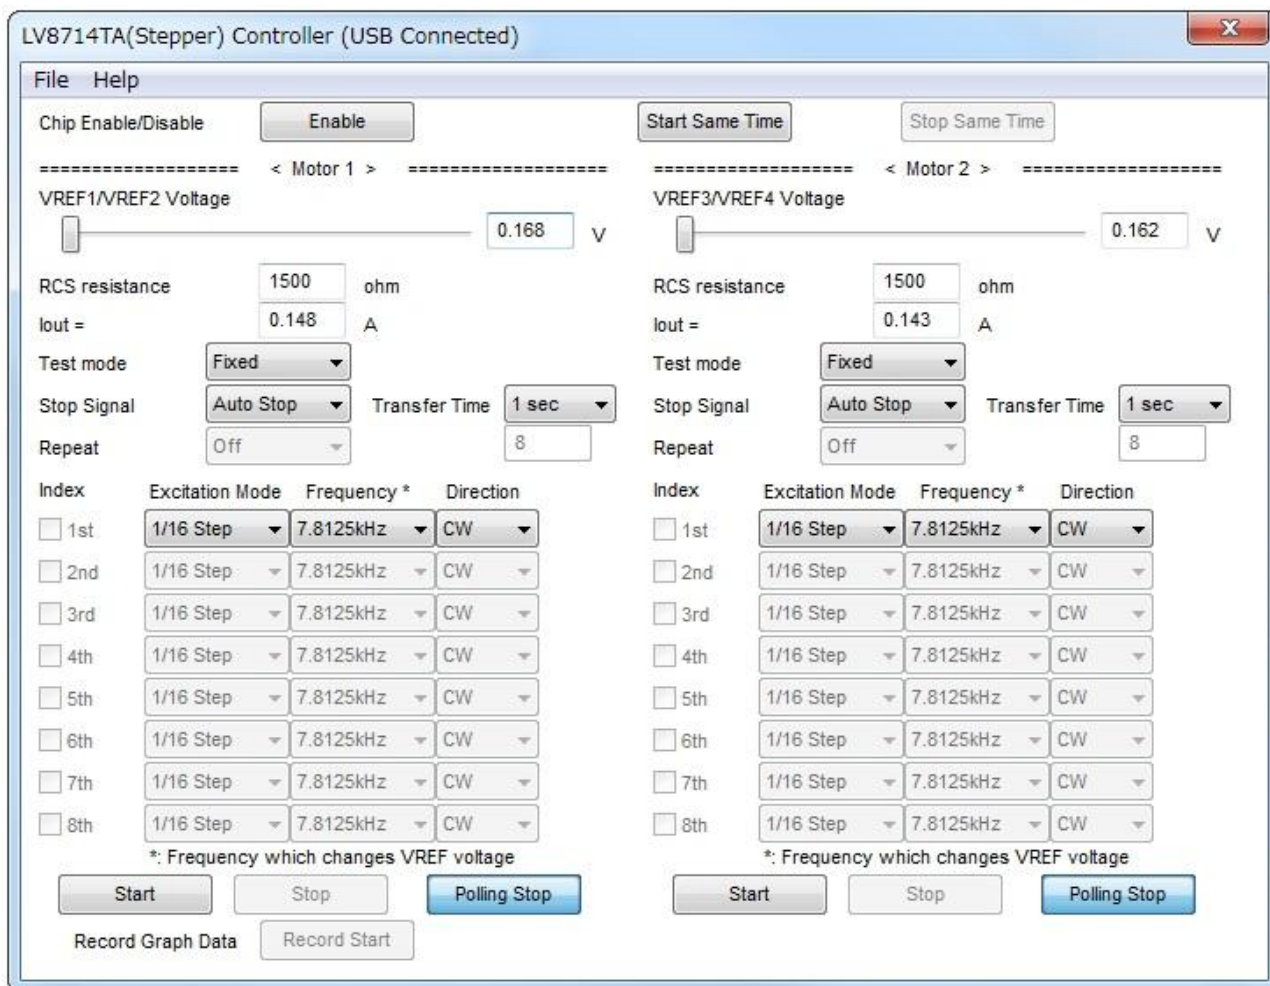 LV8714TA(Stepper) Controller (USB Connected)
File Help
Chip Enable/Disable Enable Start Same Time Stop Same Time
=================== < Motor 1 > =================== =================== < Motor 2 > ===================
VREF1/VREF2 Voltage VREF3/VREF4 Voltage
0.168 V 0.162 V
RCS resistance 1500 ohm RCS resistance 1500 ohm
Iout = 0.148 A Iout = 0.143 A
Test mode Fixed Test mode Fixed
Stop Signal Auto Stop Transfer Time 1 sec Stop Signal Auto Stop Transfer Time 1 sec
Repeat Off 8 Repeat Off 8
Index Excitation Mode Frequency * Direction Index Excitation Mode Frequency * Direction
1st 1/16 Step 7.8125kHz CW 1st 1/16 Step 7.8125kHz CW
2nd 1/16 Step 7.8125kHz CW 2nd 1/16 Step 7.8125kHz CW
3rd 1/16 Step 7.8125kHz CW 3rd 1/16 Step 7.8125kHz CW
4th 1/16 Step 7.8125kHz CW 4th 1/16 Step 7.8125kHz CW
5th 1/16 Step 7.8125kHz CW 5th 1/16 Step 7.8125kHz CW
6th 1/16 Step 7.8125kHz CW 6th 1/16 Step 7.8125kHz CW
7th 1/16 Step 7.8125kHz CW 7th 1/16 Step 7.8125kHz CW
8th 1/16 Step 7.8125kHz CW 8th 1/16 Step 7.8125kHz CW
*: Frequency which changes VREF voltage *: Frequency which changes VREF voltage
Start Stop Polling Stop Start Stop Polling Stop
Record Graph Data Record Start